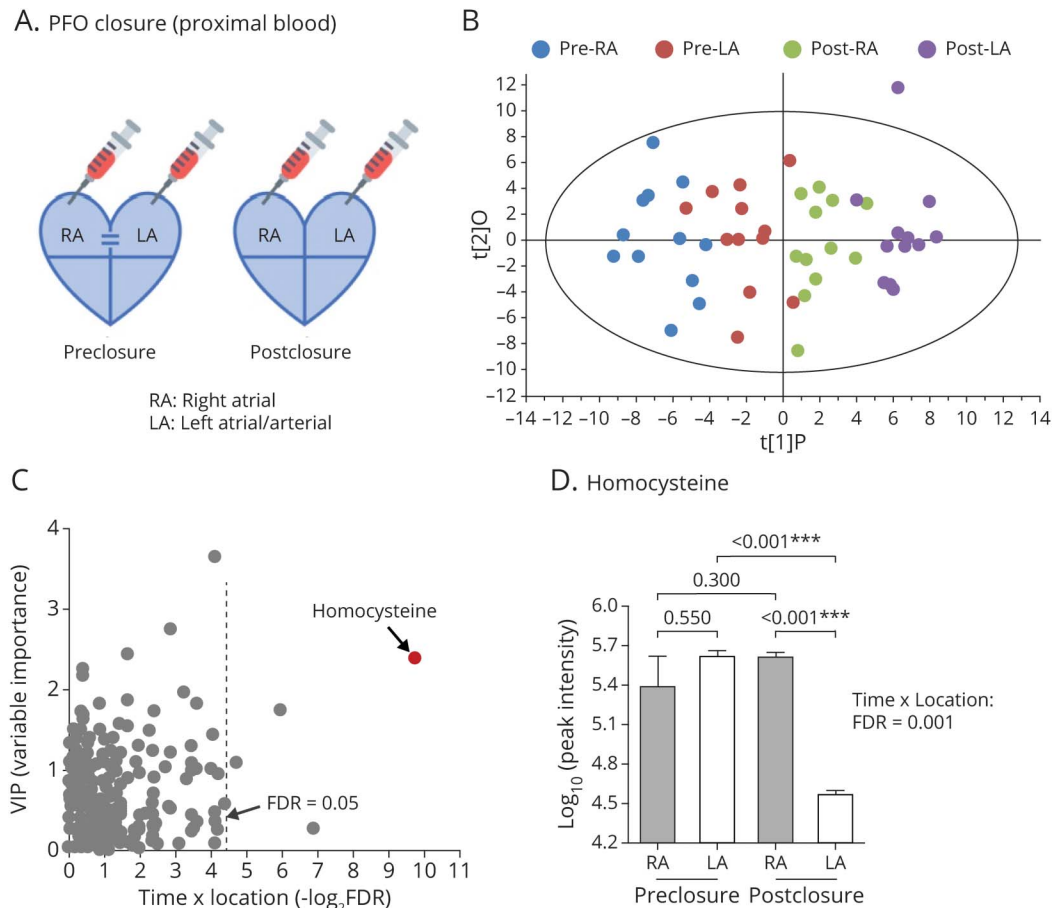 A. PFO closure (proximal blood)
RA
LA
RA
LA
Preclosure
Postclosure
RA: Right atrial
LA: Left atrial/arterial
B
Pre-RA
Pre-LA
Post-RA
Post-LA
12
10
8
6
4
2
0
−2
−4
−6
−8
−10
−12
t[2]O
−14
−12
−10
−8
−6
−4
−2
0
2
4
6
8
10
12
14
t[1]P
C
4
3
2
1
0
VIP (variable importance)
Homocysteine
FDR = 0.05
0 1 2 3 4 5 6 7 8 9 10 11
Time x location (-log₂FDR)
D. Homocysteine
<0.001***
0.300
0.550
<0.001***
6.0
5.7
5.4
5.1
4.8
4.5
4.2
Log₁₀ (peak intensity)
Time x Location:
FDR = 0.001
RA LA RA LA
Preclosure Postclosure